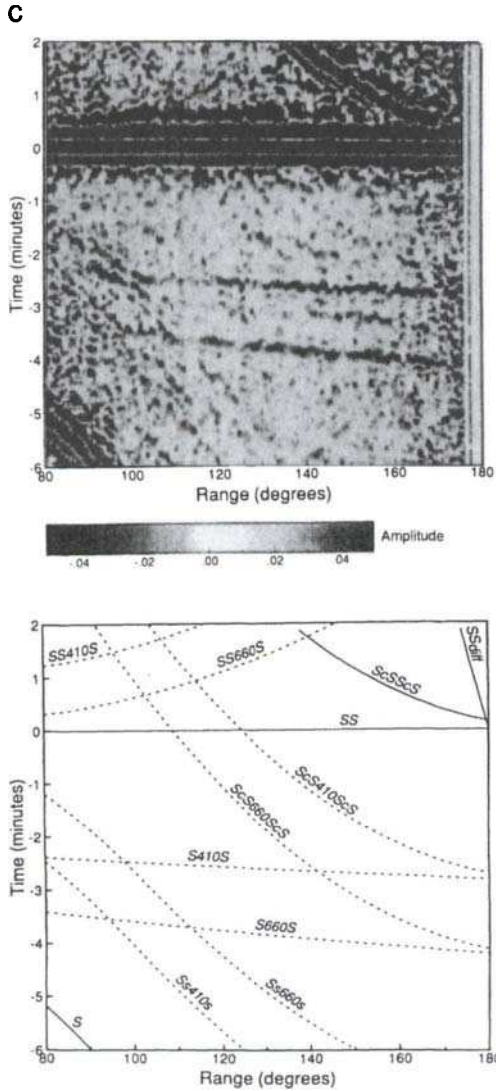 C
2
1
0
-1
-2
-3
-4
-5
-6
Time (minutes)
80 100 120 140 160 180
Range (degrees)
-.04 -.02 .00 .02 .04
Amplitude
2
1
0
-1
-2
-3
-4
-5
-6
Time (minutes)
SS410S
SS660S
ScSScS
SSdiff
SS
ScS410ScS
ScS660ScS
S410S
S660S
Ss410s
Ss660s
S
80 100 120 140 160 180
Range (degrees)